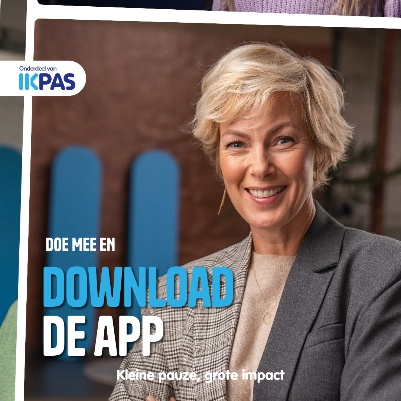 Onderdeel van
IKPAS
DOE MEE EN
DOWNLOAD
DE APP
Kleine pauze, grote impact